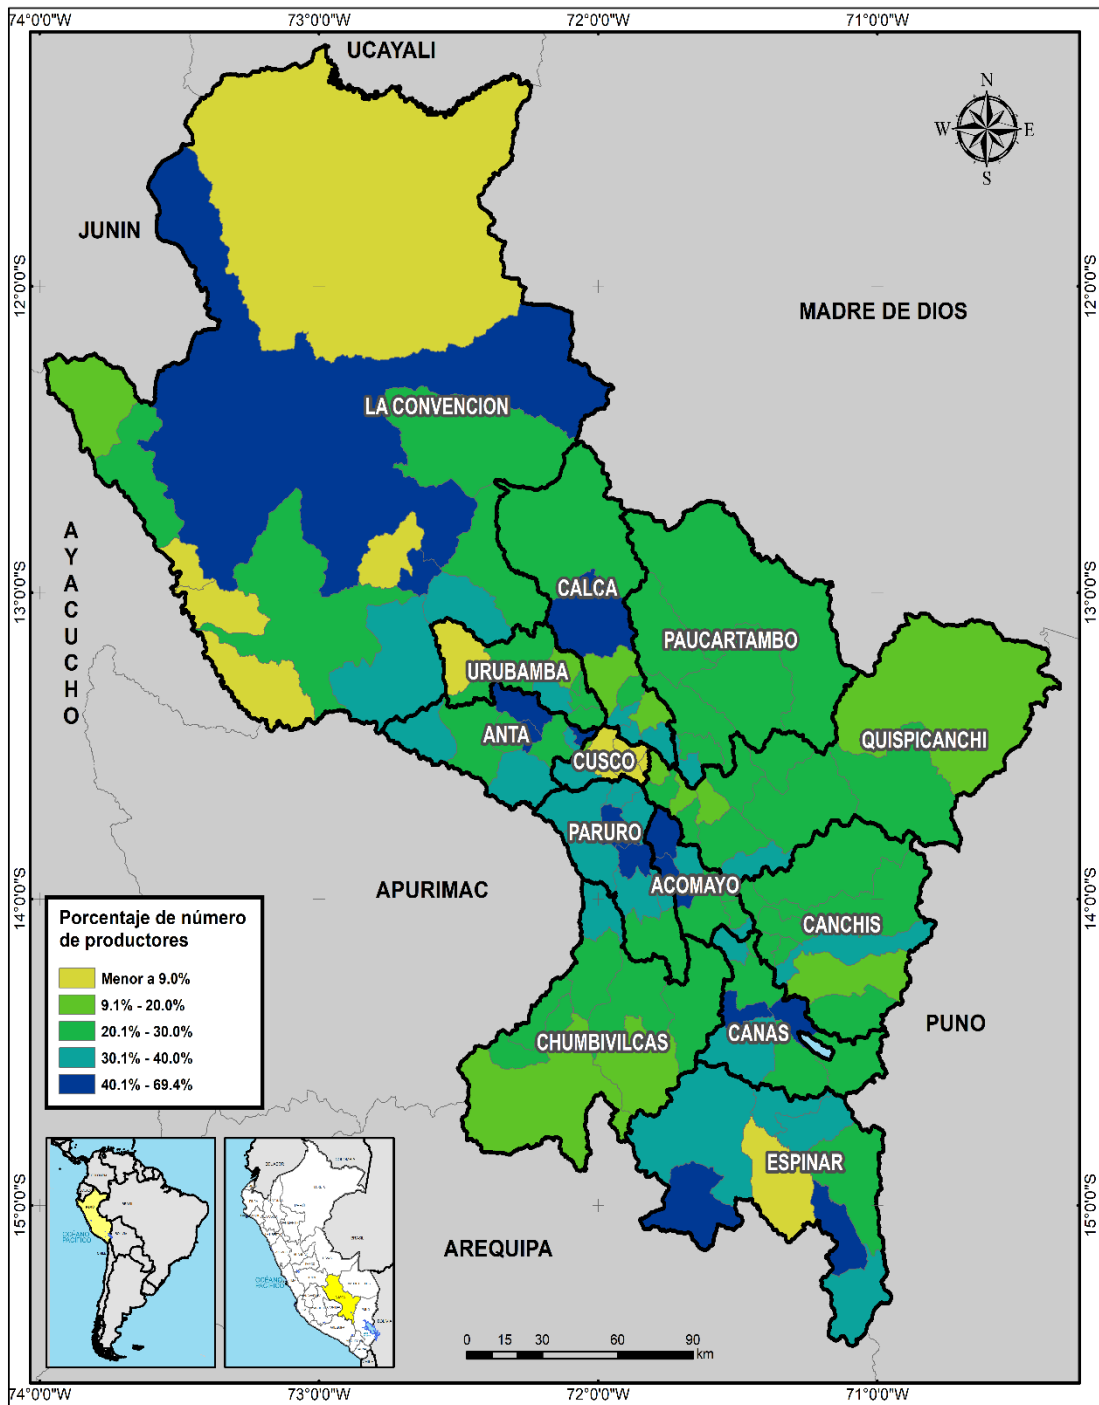 74°0'0"W
73°0'0"W
72°0'0"W
71°0'0"W
UCAYALI
N
W
E
S
JUNIN
12°0'0"S
12°0'0"S
MADRE DE DIOS
LA CONVENCION
AYACUCHO
13°0'0"S
13°0'0"S
CALCA
PAUCARTAMBO
URUBAMBA
ANTA
QUISPICANCHI
CUSCO
PARURO
APURIMAC
ACOMAYO
14°0'0"S
14°0'0"S
CANCHIS
Porcentaje de número
de productores
Menor a 9.0%
9.1% - 20.0%
20.1% - 30.0%
30.1% - 40.0%
40.1% - 69.4%
PUNO
CANAS
CHUMBIVILCAS
ESPINAR
15°0'0"S
15°0'0"S
AREQUIPA
OCÉANO
PACIFICO
OCÉANO
PACIFICO
0 15 30 60 90
km
74°0'0"W
73°0'0"W
72°0'0"W
71°0'0"W